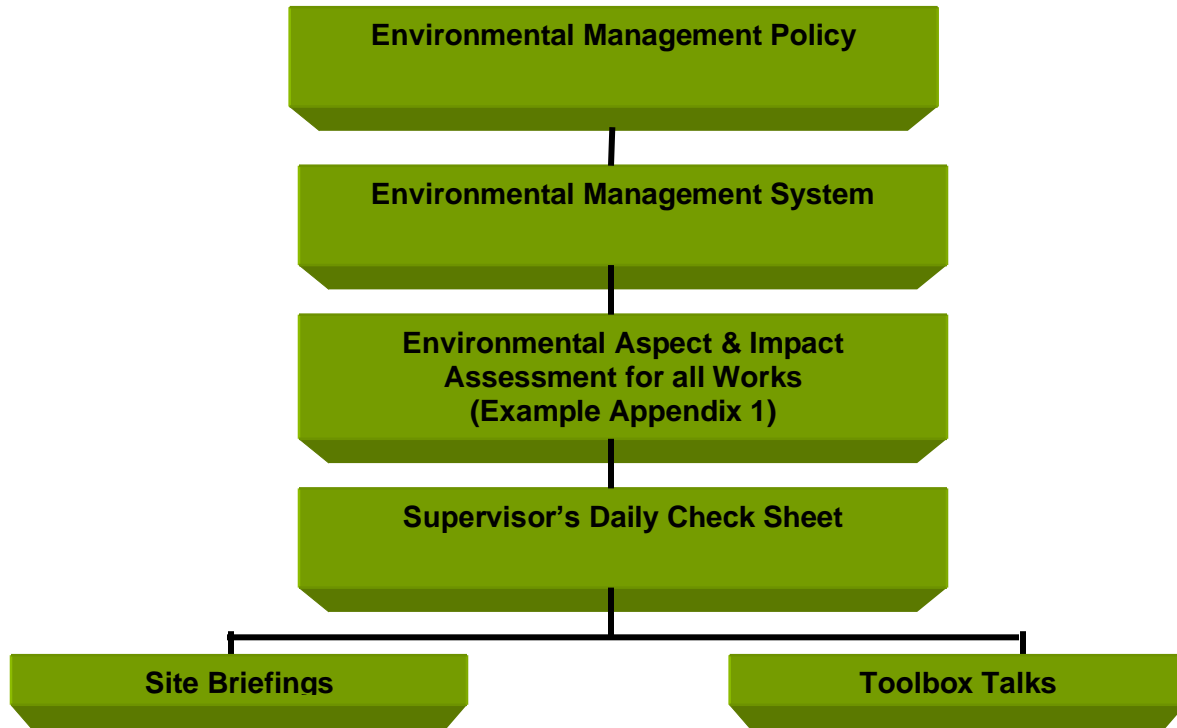 Environmental Management Policy
Environmental Management System
Environmental Aspect & Impact
Assessment for all Works
(Example Appendix 1)
Supervisor’s Daily Check Sheet
Site Briefings
Toolbox Talks